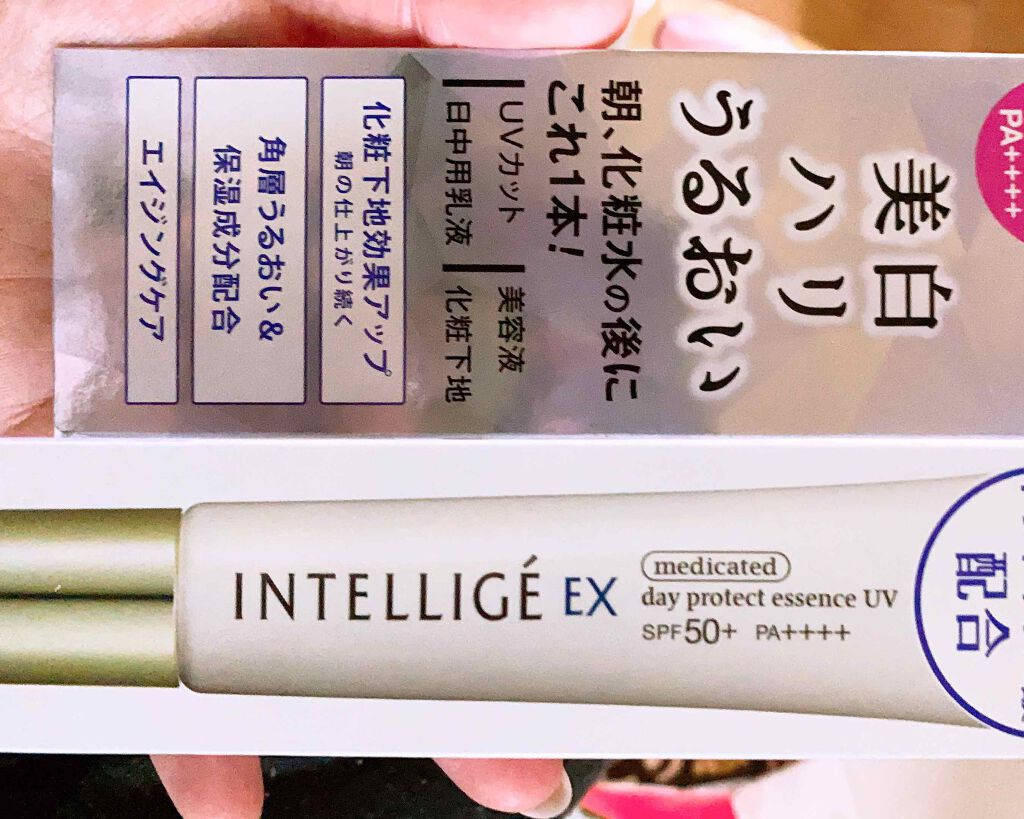 PA++++
美白
ハリ
うるおい
朝、化粧水の後に
これ1本!
UVカット
美容液
日中用乳液
化粧下地
化粧下地効果アップ
朝の仕上がり続く
角層うるおい&
保湿成分配合
エイジングケア
INTELLIGÉ EX
medicated
day protect essence UV
SPF50+ PA++++
配合